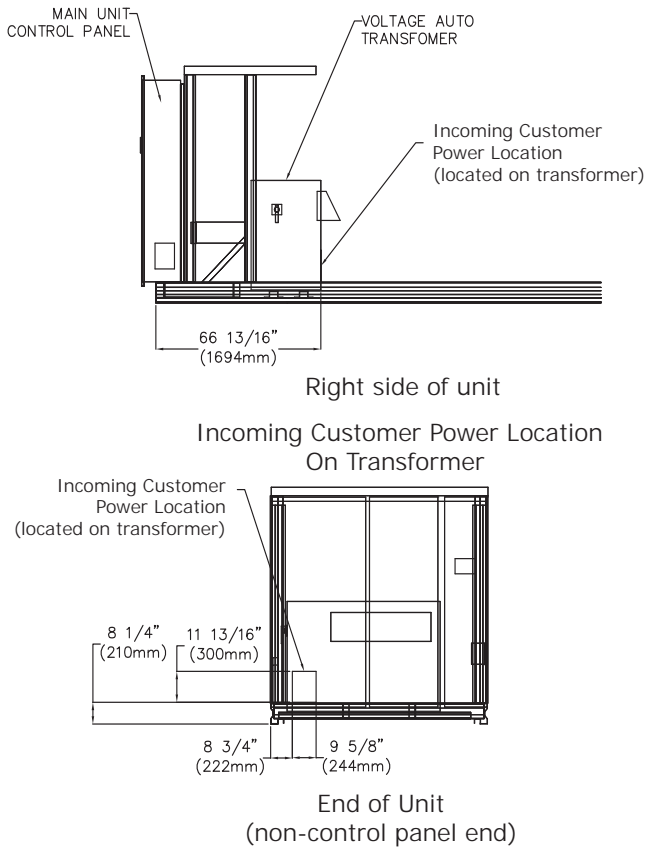 MAIN UNIT
CONTROL PANEL
VOLTAGE AUTO
TRANSFOMER
Incoming Customer
Power Location
(located on transformer)
66 13/16”
(1694mm)
Right side of unit
Incoming Customer Power Location
On Transformer
Incoming Customer
Power Location
(located on transformer)
8 1/4”
(210mm)
11 13/16”
(300mm)
8 3/4”
(222mm)
9 5/8”
(244mm)
End of Unit
(non-control panel end)